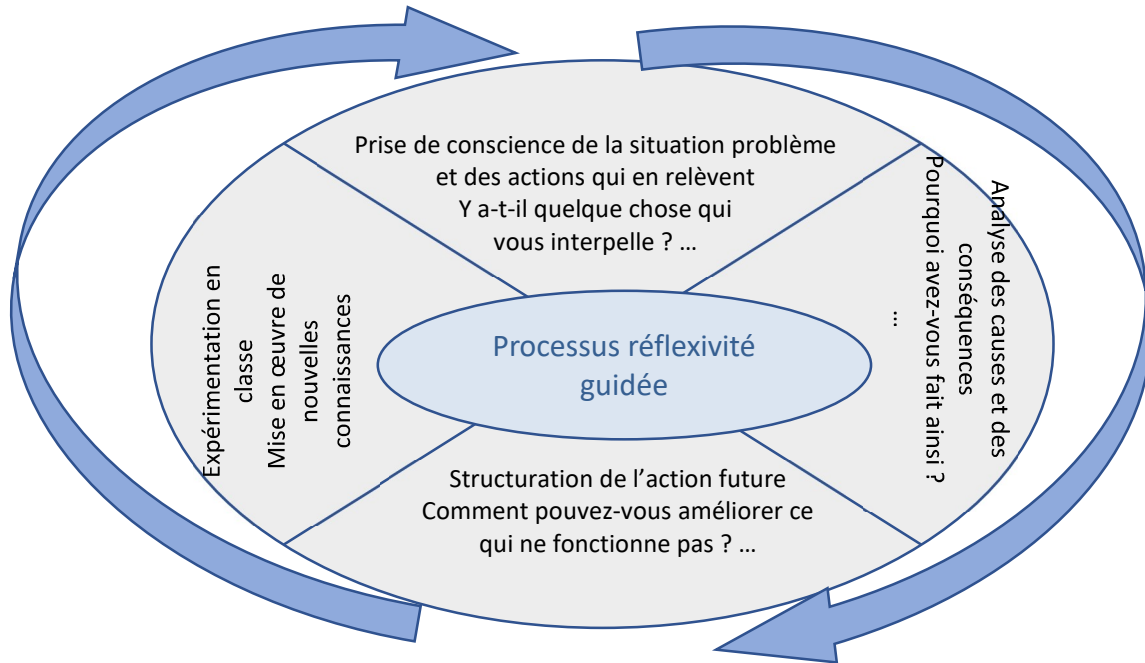 Prise de conscience de la situation problème
et des actions qui en relèvent
Y a-t-il quelque chose qui
vous interpelle ? ...
Analyse des causes et des
conséquences
Pourquoi avez-vous fait ainsi ?
...
Processus réflexivité
guidée
Structuration de l’action future
Comment pouvez-vous améliorer ce
qui ne fonctionne pas ? ...
Expérimentation en
classe
Mise en œuvre de
nouvelles
connaissances